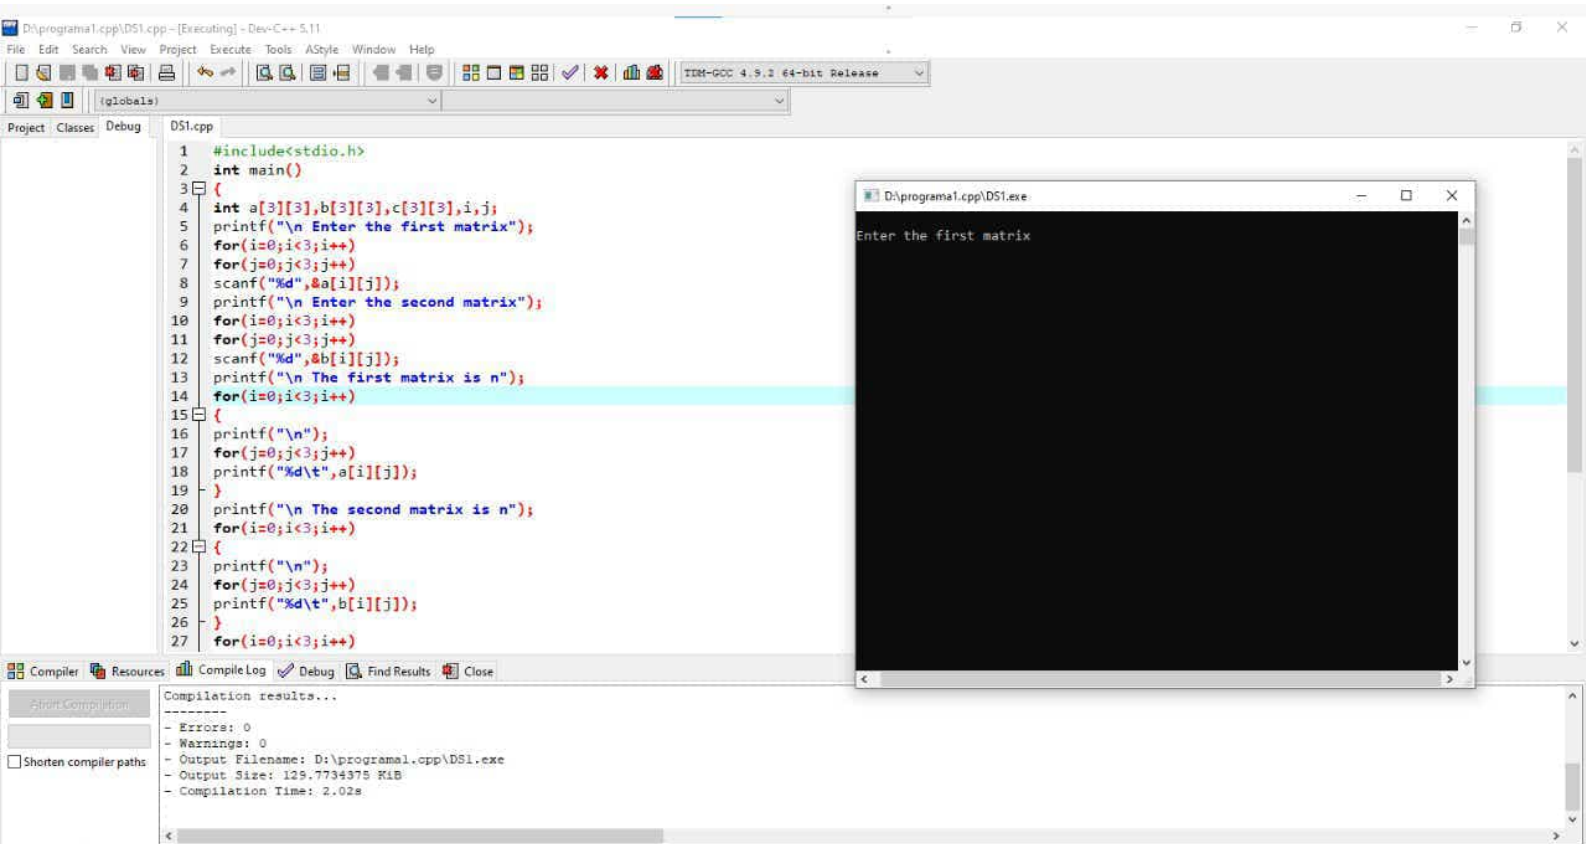 D:\programa1.cpp\DS1.cpp - [Executing] - Dev-C++ 5.11
File Edit Search View Project Execute Tools AStyle Window Help
TDM-GCC 4.9.2 64-bit Release
(globals)
Project Classes Debug DS1.cpp
1 #include<stdio.h>
2 int main()
3 {
4 int a[3][3],b[3][3],c[3][3],i,j;
5 printf("\n Enter the first matrix");
6 for(i=0;i<3;i++)
7 for(j=0;j<3;j++)
8 scanf("%d",&a[i][j]);
9 printf("\n Enter the second matrix");
10 for(i=0;i<3;i++)
11 for(j=0;j<3;j++)
12 scanf("%d",&b[i][j]);
13 printf("\n The first matrix is n");
14 for(i=0;i<3;i++)
15 {
16 printf("\n");
17 for(j=0;j<3;j++)
18 printf("%d\t",a[i][j]);
19 }
20 printf("\n The second matrix is n");
21 for(i=0;i<3;i++)
22 {
23 printf("\n");
24 for(j=0;j<3;j++)
25 printf("%d\t",b[i][j]);
26 }
27 for(i=0;i<3;i++)
D:\programa1.cpp\DS1.exe
Enter the first matrix
Compiler Resources Compile Log Debug Find Results Close
Abort Compilation
Shorten compiler paths
Compilation results...
--------
- Errors: 0
- Warnings: 0
- Output Filename: D:\programa1.cpp\DS1.exe
- Output Size: 129.7734375 KiB
- Compilation Time: 2.02s